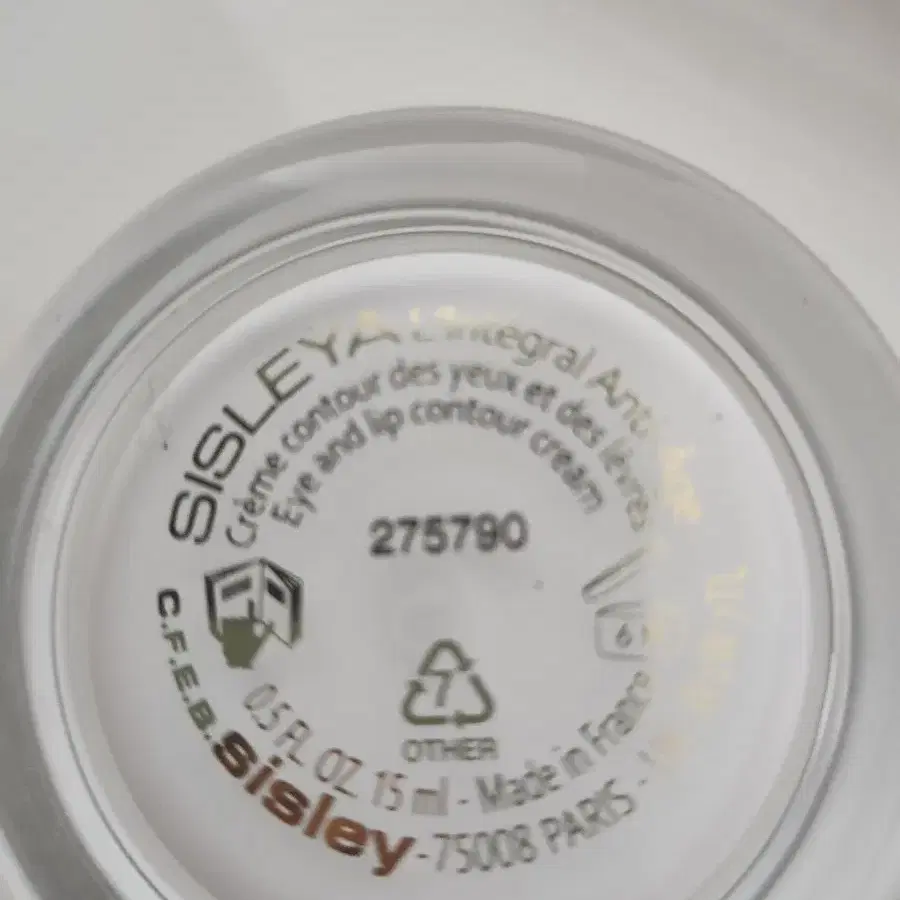 SISLEYA L'Integral Anti
Crème contour des yeux et des lèvres
Eye and lip contour cream
275790
6
7
OTHER
0.5 FL. OZ. 15 ml - Made in France
C.F.E.B. sisley - 75008 PARIS -